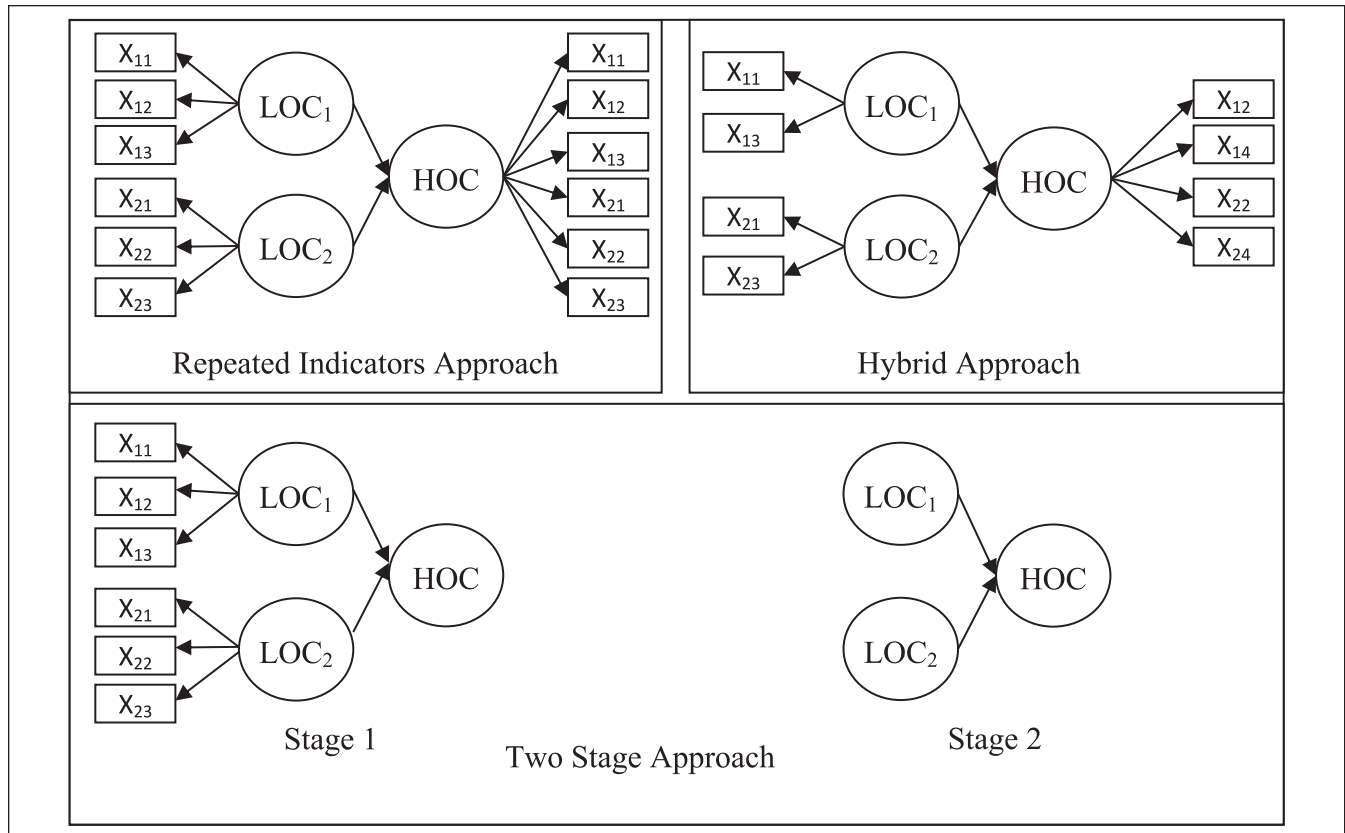 X₁₁
X₁₂
X₁₃
X₂₁
X₂₂
X₂₃
LOC₁
LOC₂
HOC
X₁₁
X₁₂
X₁₃
X₂₁
X₂₂
X₂₃
Repeated Indicators Approach
X₁₁
X₁₃
X₂₁
X₂₃
LOC₁
LOC₂
HOC
X₁₂
X₁₄
X₂₂
X₂₄
Hybrid Approach
X₁₁
X₁₂
X₁₃
X₂₁
X₂₂
X₂₃
LOC₁
LOC₂
HOC
Stage 1
LOC₁
LOC₂
HOC
Stage 2
Two Stage Approach